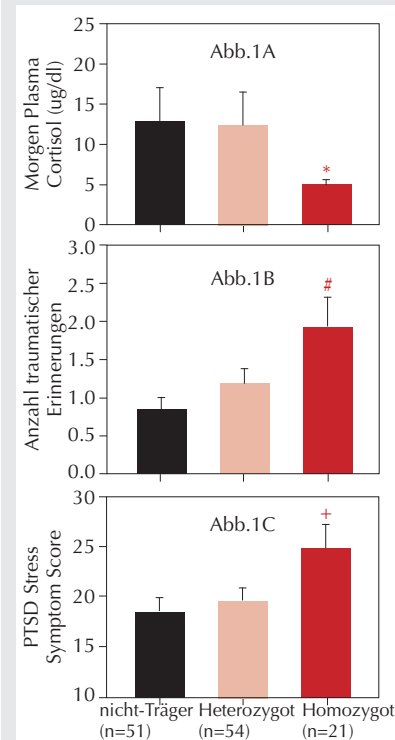 Abb.1A
Morgen Plasma
Cortisol (ug/dl)
25
20
15
10
5
0
*
Abb.1B
Anzahl traumatischer
Erinnerungen
3.0
2.5
2.0
1.5
1.0
0.5
0.0
#
Abb.1C
PTSD Stress
Symptom Score
30
25
20
15
10
+
nicht-Träger Heterozygot Homozygot
(n=51) (n=54) (n=21)